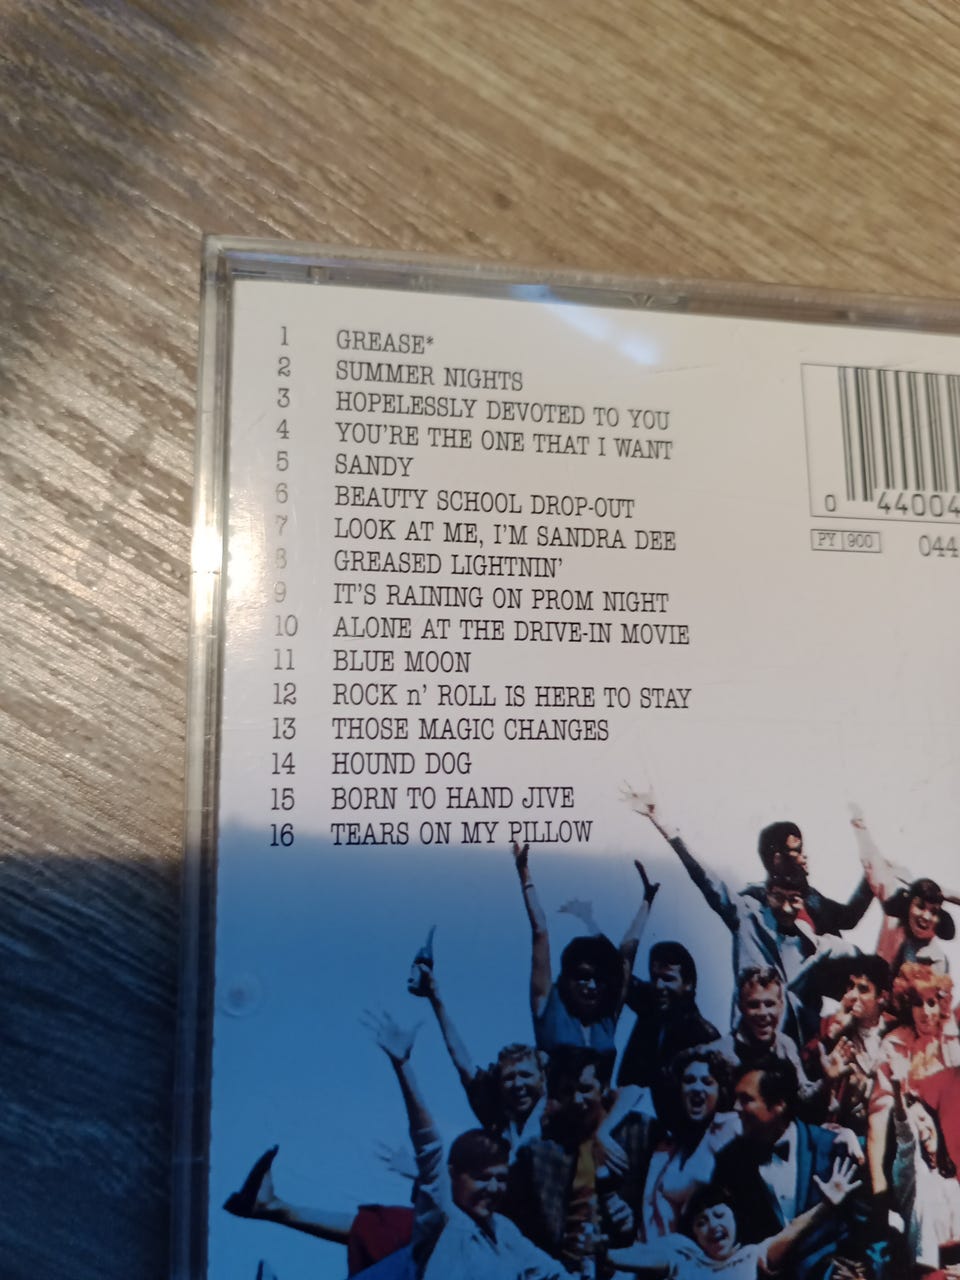 1 GREASE*
2 SUMMER NIGHTS
3 HOPELESSLY DEVOTED TO YOU
4 YOU'RE THE ONE THAT I WANT
5 SANDY
6 BEAUTY SCHOOL DROP-OUT
7 LOOK AT ME, I'M SANDRA DEE
8 GREASED LIGHTNIN'
9 IT'S RAINING ON PROM NIGHT
10 ALONE AT THE DRIVE-IN MOVIE
11 BLUE MOON
12 ROCK n' ROLL IS HERE TO STAY
13 THOSE MAGIC CHANGES
14 HOUND DOG
15 BORN TO HAND JIVE
16 TEARS ON MY PILLOW
0 44004
PY 900 044